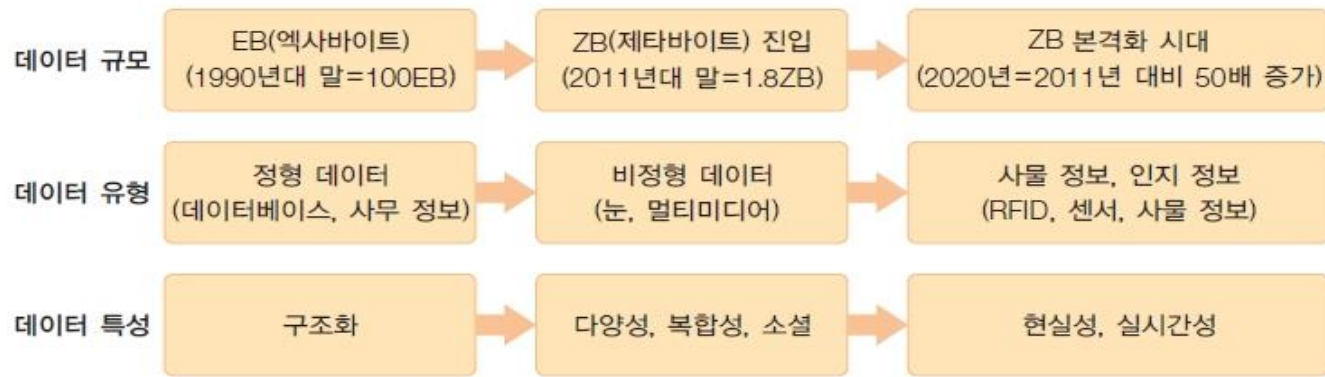 데이터 규모
EB(엑사바이트)
(1990년대 말=100EB)
ZB(제타바이트) 진입
(2011년대 말=1.8ZB)
ZB 본격화 시대
(2020년=2011년 대비 50배 증가)
데이터 유형
정형 데이터
(데이터베이스, 사무 정보)
비정형 데이터
(눈, 멀티미디어)
사물 정보, 인지 정보
(RFID, 센서, 사물 정보)
데이터 특성
구조화
다양성, 복합성, 소셜
현실성, 실시간성